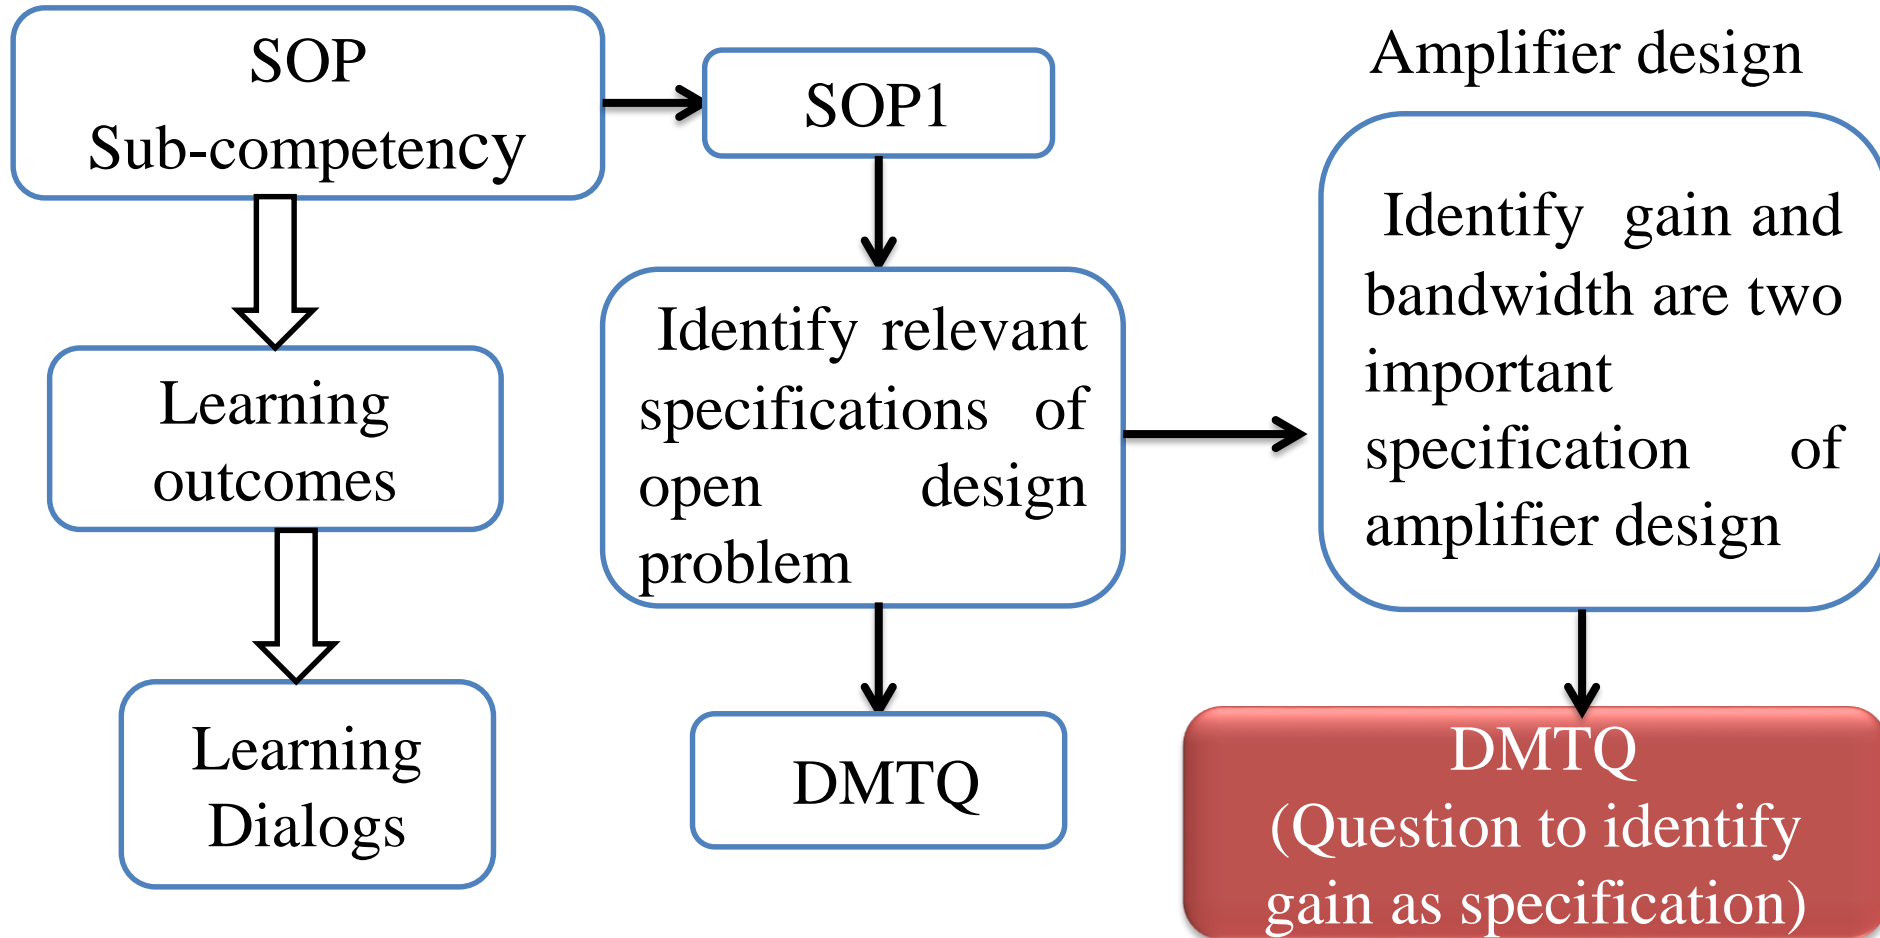 SOP
Sub-competency
Learning
outcomes
Learning
Dialogs
SOP1
Identify relevant
specifications of
open design
problem
DMTQ
Amplifier design
Identify gain and
bandwidth are two
important
specification of
amplifier design
DMTQ
(Question to identify
gain as specification)